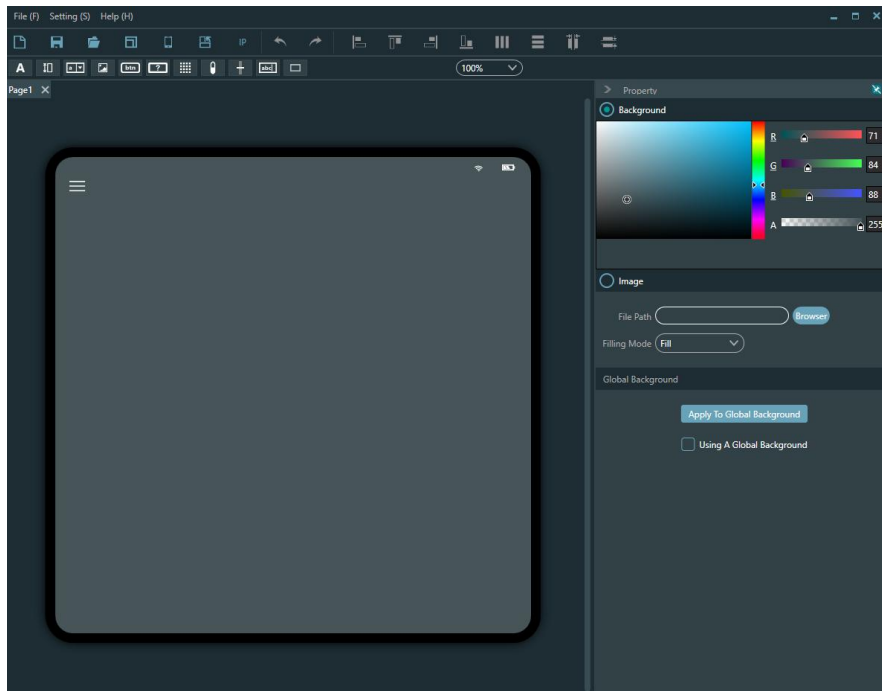 File (F) Setting (S) Help (H)
IP
A a btn ? abc 100%
Page1
Property
Background
R 71
G 84
B 88
A 255
Image
File Path Browser
Filling Mode Fill
Global Background
Apply To Global Background
Using A Global Background